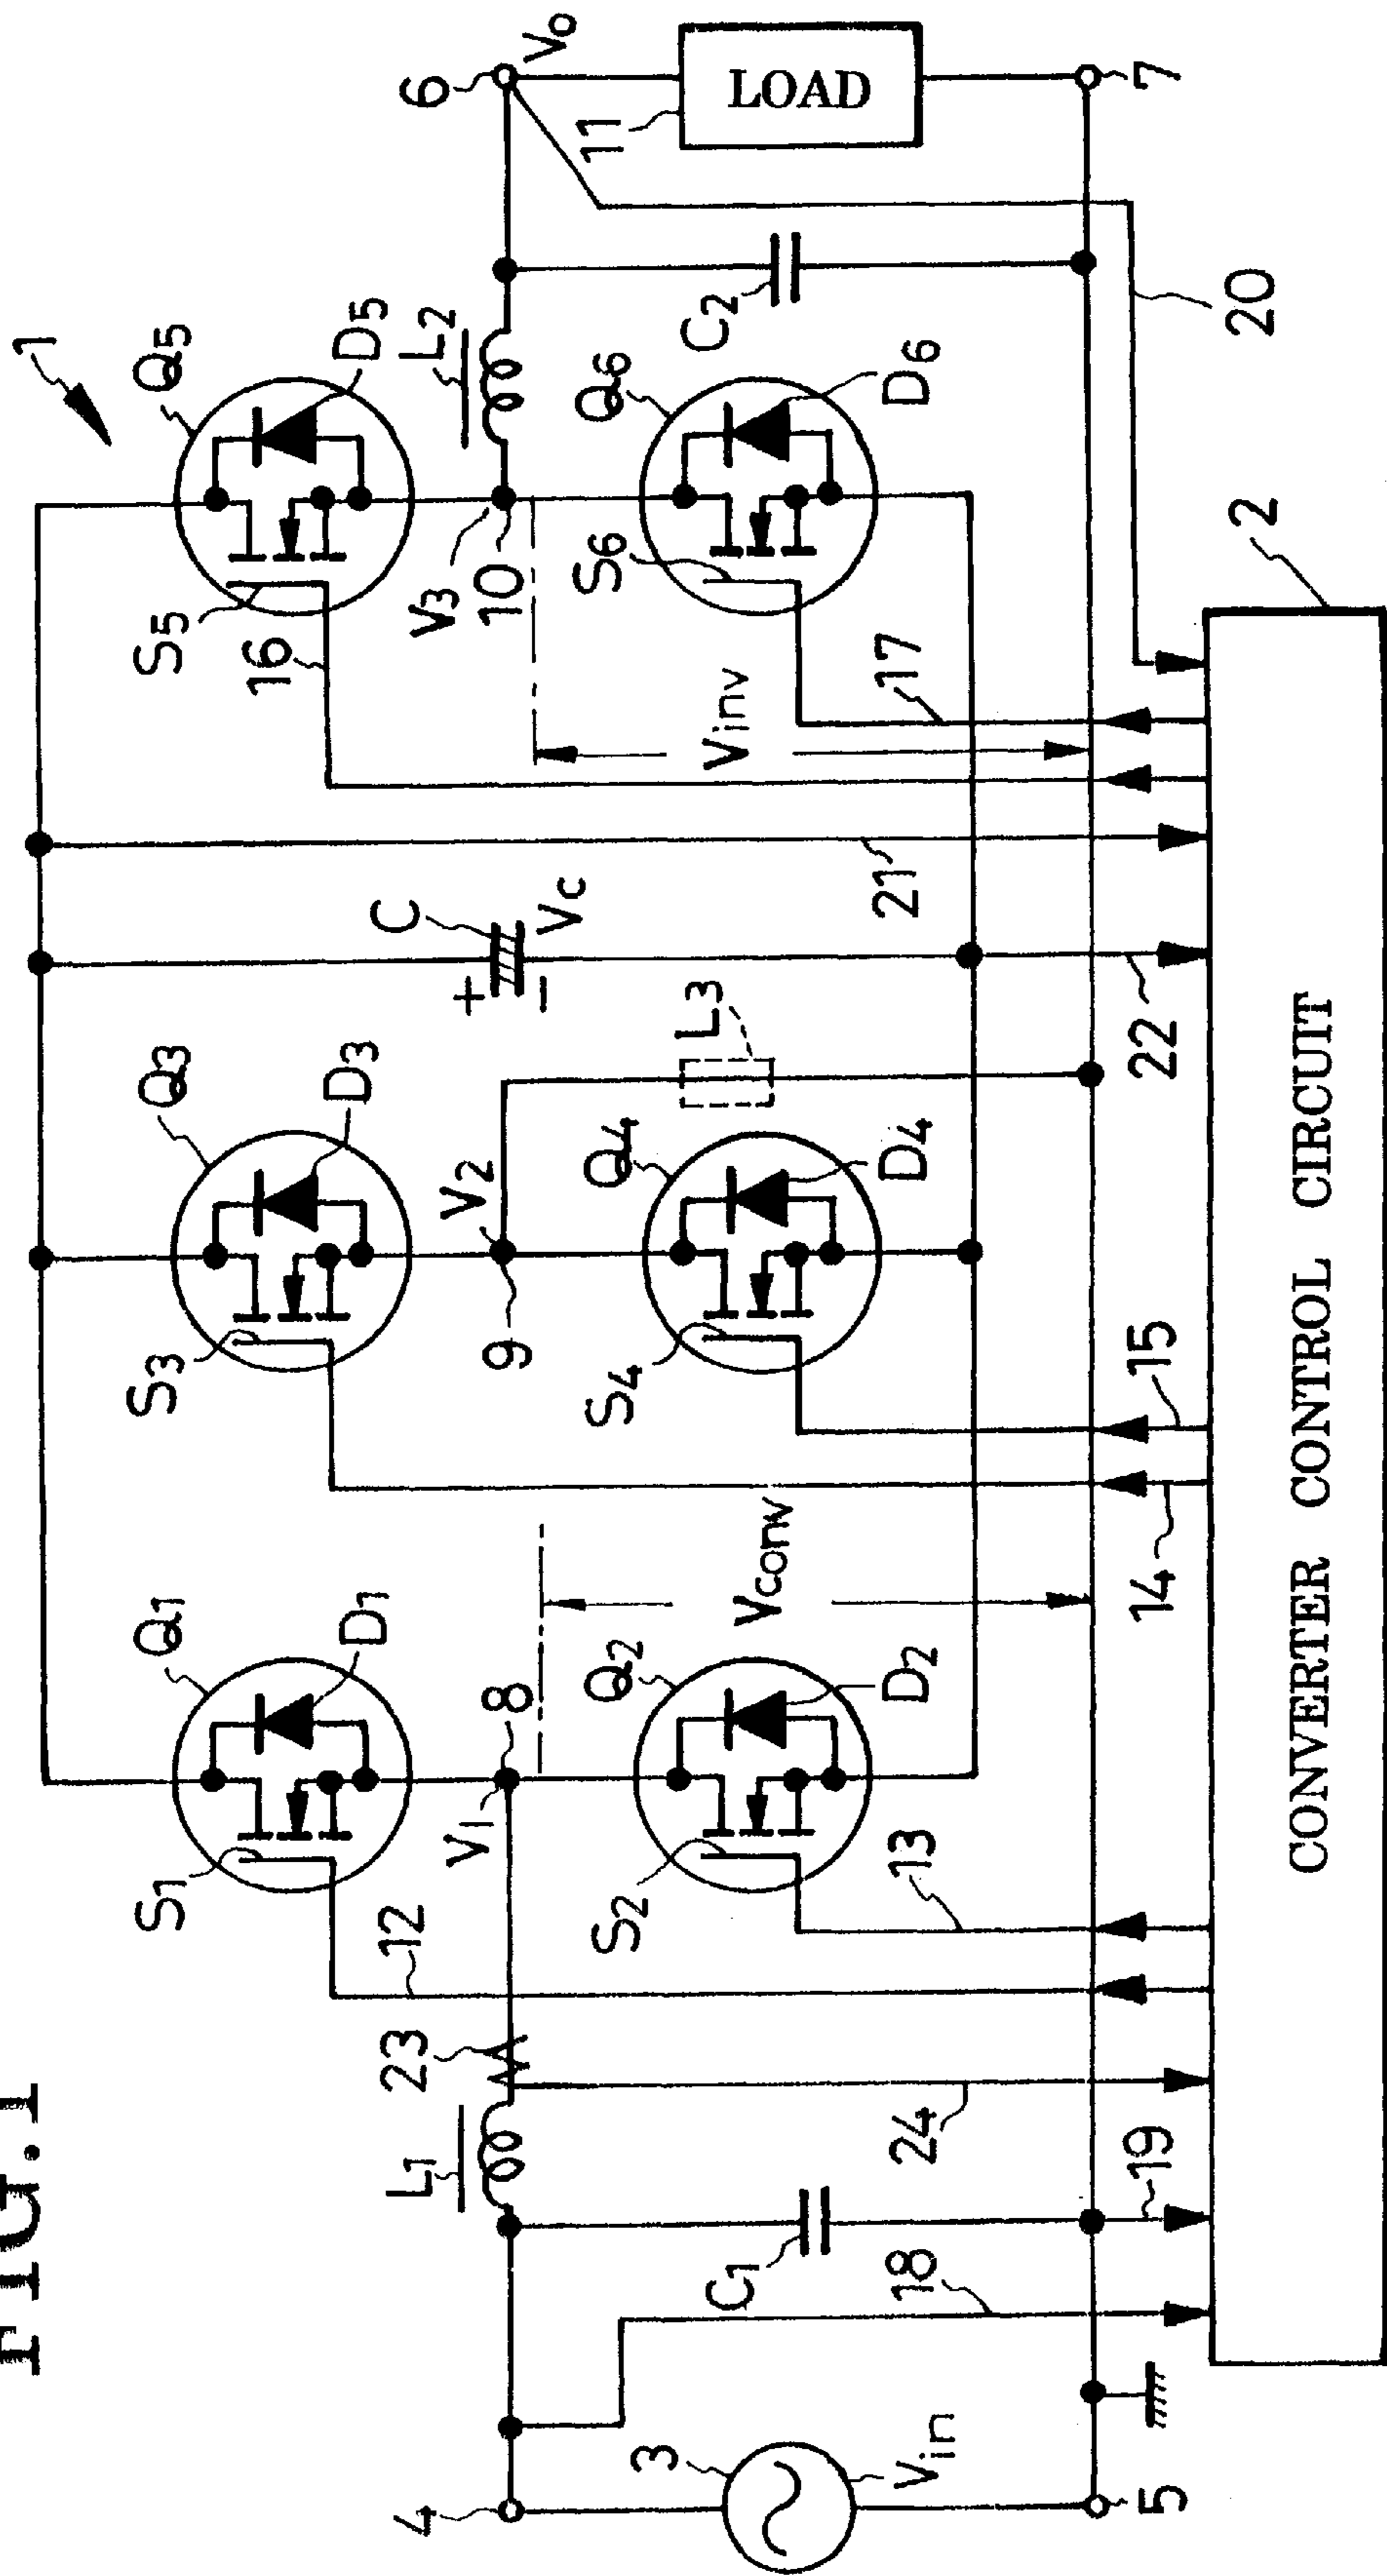 FIG.1
1
Q1
Q3
Q5
D1
D3
D5
S1
S3
S5
12
16
C
+
−
Vc
4
L1
23
V1
8
V2
9
V3
10
L2
6
Vo
3
Vin
C1
S2
Q2
D2
Vconv
S4
Q4
D4
L3
Vinv
S6
Q6
D6
C2
11
LOAD
18
24
13
21
17
5
19
14
15
22
20
7
CONVERTER CONTROL CIRCUIT
2